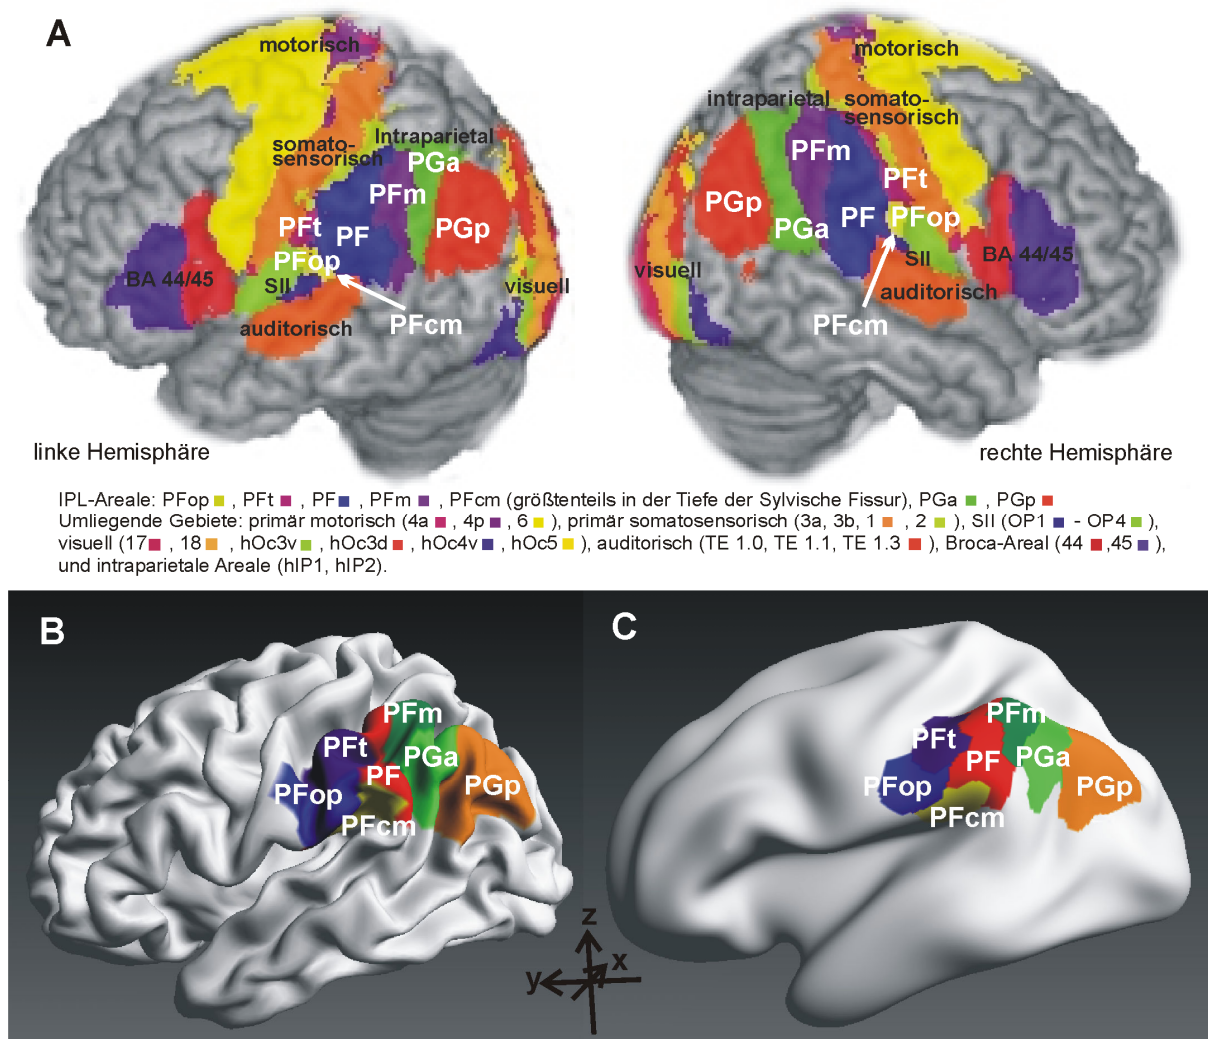 A
motorisch
somato-
sensorisch
Intraparietal
PGa
PFm
PGp
PFt
PF
PFop
SII
BA 44/45
visuell
auditorisch
PFcm
linke Hemisphäre
motorisch
intraparietal
somato-
sensorisch
PFm
PFt
PGp
PF
PFop
PGa
SII
BA 44/45
visuell
auditorisch
PFcm
rechte Hemisphäre
IPL-Areale: PFop , PFt , PF , PFm , PFcm (größtenteils in der Tiefe der Sylvische Fissur), PGa , PGp
Umliegende Gebiete: primär motorisch (4a , 4p , 6 ), primär somatosensorisch (3a, 3b, 1 , 2 ), SII (OP1 - OP4 ),
visuell (17 , 18 , hOc3v , hOc3d , hOc4v , hOc5 ), auditorisch (TE 1.0, TE 1.1, TE 1.3 ), Broca-Areal (44 ,45 ),
und intraparietale Areale (hIP1, hIP2).
B
PFm
PFt
PGa
PF
PGp
PFop
PFcm
C
PFm
PFt
PGa
PF
PFop
PGp
PFcm
z
x
y